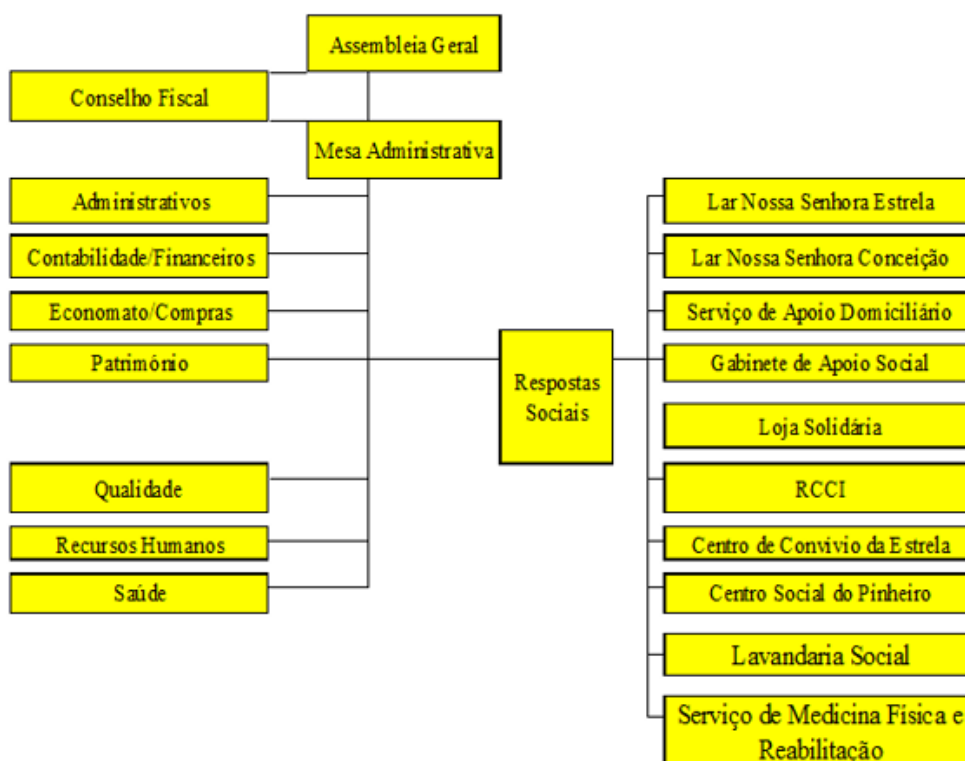 Assembleia Geral
Conselho Fiscal
Mesa Administrativa
Administrativos
Contabilidade/Financeiros
Economato/Compras
Património
Qualidade
Recursos Humanos
Saúde
Respostas
Sociais
Lar Nossa Senhora Estrela
Lar Nossa Senhora Conceição
Serviço de Apoio Domiciliário
Gabinete de Apoio Social
Loja Solidária
RCCI
Centro de Convivio da Estrela
Centro Social do Pinheiro
Lavandaria Social
Serviço de Medicina Física e
Reabilitação